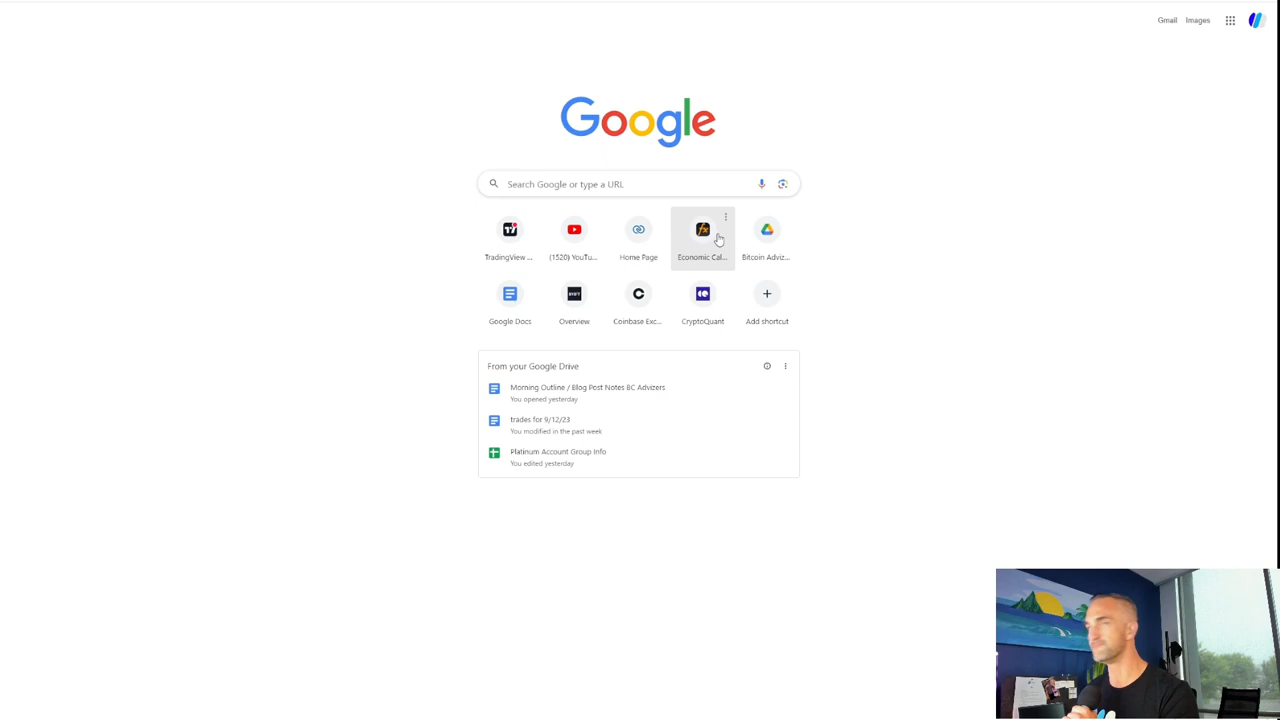 Gmail Images
Google
Search Google or type a URL
TradingView ...
(1520) YouTu...
Home Page
Economic Cal...
Bitcoin Adviz...
Google Docs
Overview
Coinbase Exc...
CryptoQuant
Add shortcut
From your Google Drive
Morning Outline / Blog Post Notes BC Advizers
You opened yesterday
trades for 9/12/23
You modified in the past week
Platinum Account Group Info
You edited yesterday